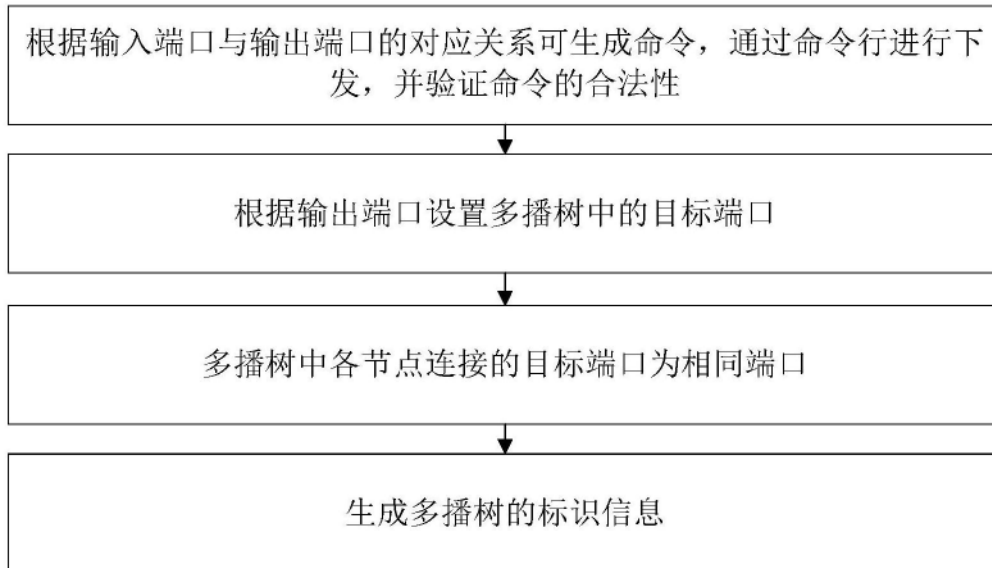 根据输入端口与输出端口的对应关系可生成命令，通过命令行进行下
发，并验证命令的合法性
根据输出端口设置多播树中的目标端口
多播树中各节点连接的目标端口为相同端口
生成多播树的标识信息